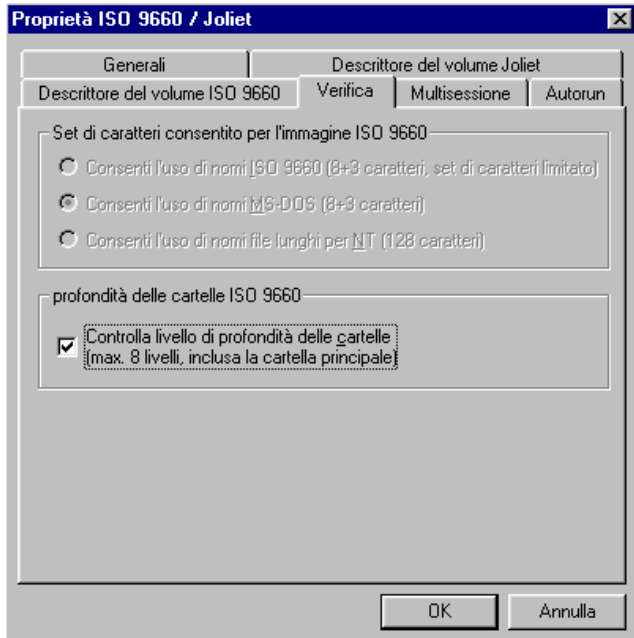 Proprietà ISO 9660 / Joliet
Generali
Descrittore del volume Joliet
Descrittore del volume ISO 9660
Verifica
Multisessione
Autorun
Set di caratteri consentito per l'immagine ISO 9660
Consenti l'uso di nomi ISO 9660 (8+3 caratteri, set di caratteri limitato)
Consenti l'uso di nomi MS-DOS (8+3 caratteri)
Consenti l'uso di nomi file lunghi per NT (128 caratteri)
profondità delle cartelle ISO 9660
Controlla livello di profondità delle cartelle
(max. 8 livelli, inclusa la cartella principale)
OK
Annulla